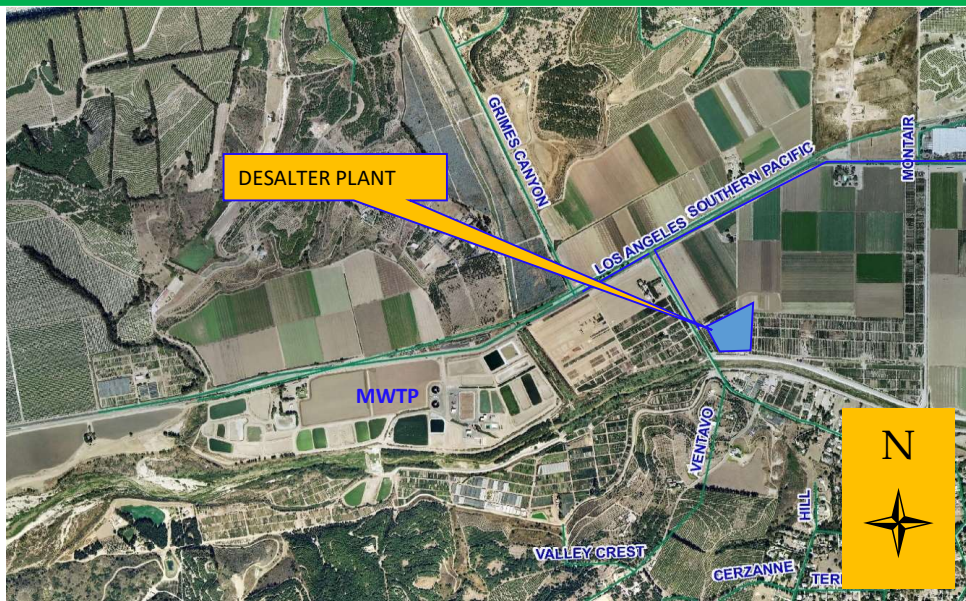 GRIMES CANYON
DESALTER PLANT
LOS ANGELES SOUTHERN PACIFIC
MONTAIR
MWTP
VENTAVO
N
HILL
VALLEY CREST
CERZANNE